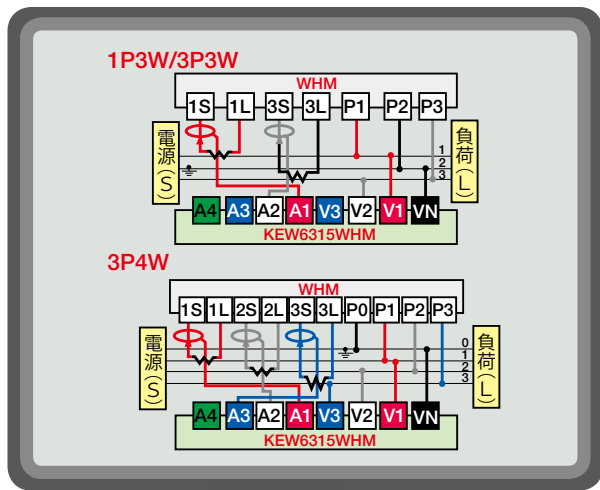 1P3W/3P3W
WHM
1S 1L 3S 3L P1 P2 P3
電源(S)
負荷(L)
1
2
3
A4 A3 A2 A1 V3 V2 V1 VN
KEW6315WHM
3P4W
WHM
1S 1L 2S 2L 3S 3L P0 P1 P2 P3
電源(S)
負荷(L)
0
1
2
3
A4 A3 A2 A1 V3 V2 V1 VN
KEW6315WHM